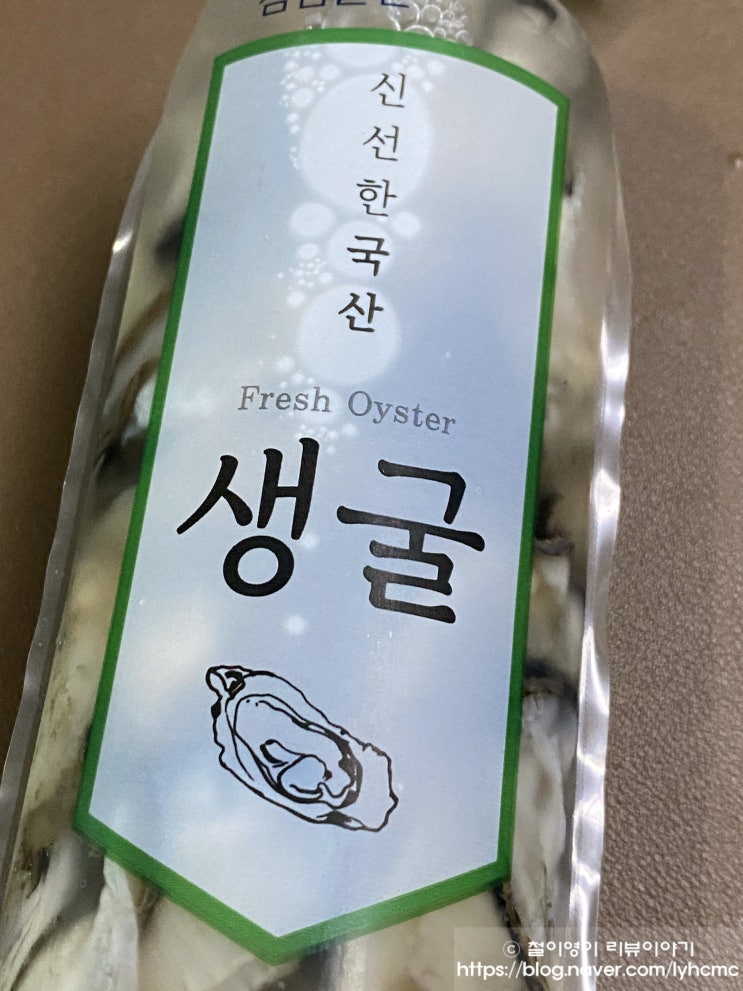 신선한국산
Fresh Oyster
생굴
© 철이영이 리뷰이야기
https://blog.naver.com/lyhcmc